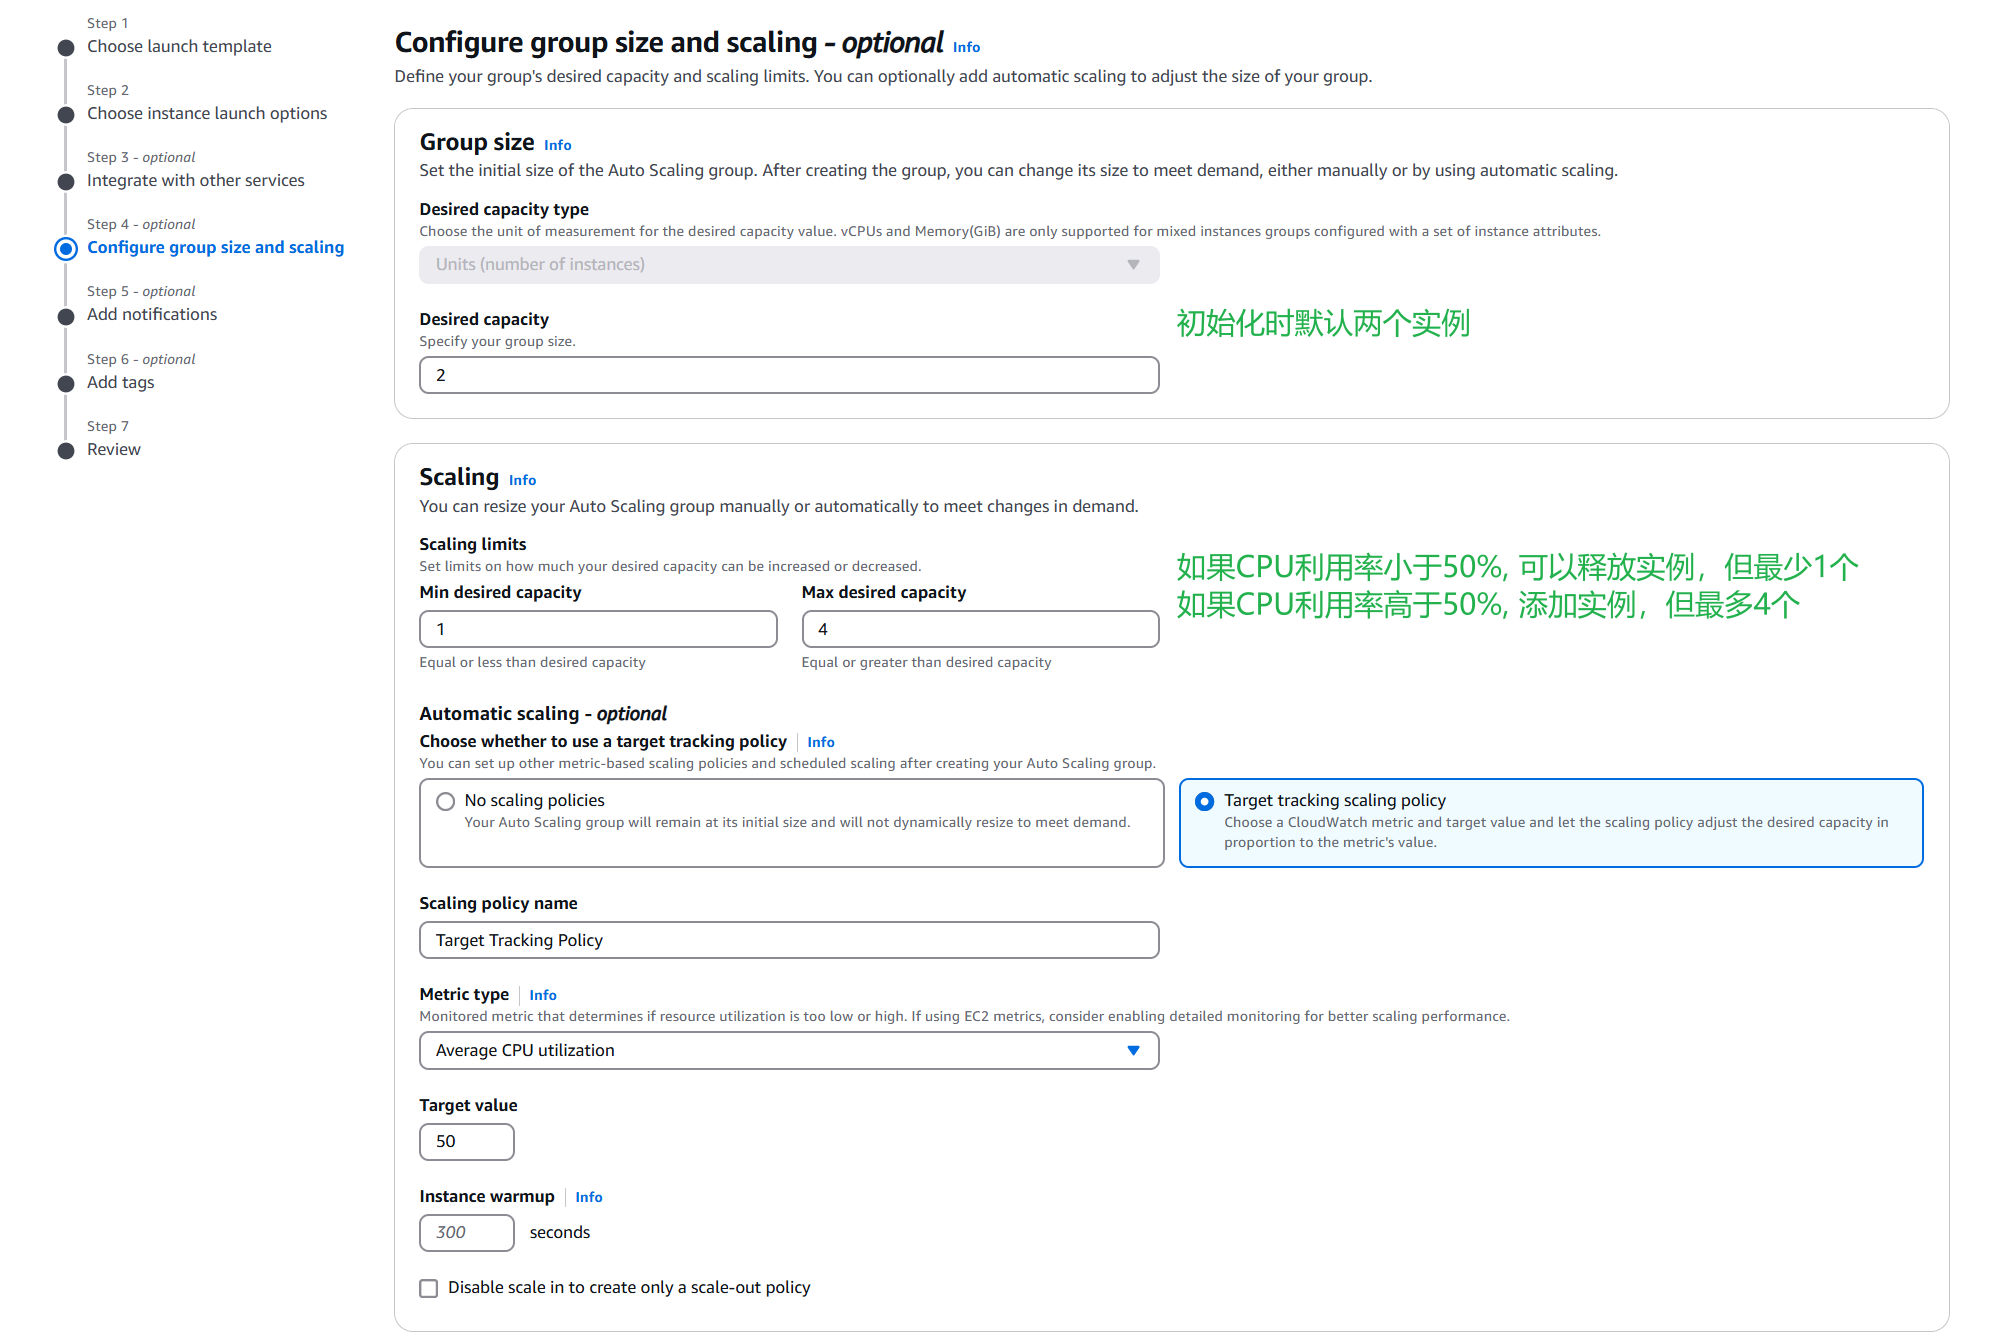 Step 1
Choose launch template
Step 2
Choose instance launch options
Step 3 - optional
Integrate with other services
Step 4 - optional
Configure group size and scaling
Step 5 - optional
Add notifications
Step 6 - optional
Add tags
Step 7
Review
Configure group size and scaling - optional Info
Define your group's desired capacity and scaling limits. You can optionally add automatic scaling to adjust the size of your group.
Group size Info
Set the initial size of the Auto Scaling group. After creating the group, you can change its size to meet demand, either manually or by using automatic scaling.
Desired capacity type
Choose the unit of measurement for the desired capacity value. vCPUs and Memory(GiB) are only supported for mixed instances groups configured with a set of instance attributes.
Units (number of instances)
Desired capacity
Specify your group size.
初始化时默认两个实例
2
Scaling Info
You can resize your Auto Scaling group manually or automatically to meet changes in demand.
Scaling limits
Set limits on how much your desired capacity can be increased or decreased.
如果CPU利用率小于50%, 可以释放实例，但最少1个
如果CPU利用率高于50%, 添加实例，但最多4个
Min desired capacity Max desired capacity
1 4
Equal or less than desired capacity Equal or greater than desired capacity
Automatic scaling - optional
Choose whether to use a target tracking policy Info
You can set up other metric-based scaling policies and scheduled scaling after creating your Auto Scaling group.
No scaling policies
Your Auto Scaling group will remain at its initial size and will not dynamically resize to meet demand.
Target tracking scaling policy
Choose a CloudWatch metric and target value and let the scaling policy adjust the desired capacity in
proportion to the metric's value.
Scaling policy name
Target Tracking Policy
Metric type Info
Monitored metric that determines if resource utilization is too low or high. If using EC2 metrics, consider enabling detailed monitoring for better scaling performance.
Average CPU utilization
Target value
50
Instance warmup Info
300 seconds
Disable scale in to create only a scale-out policy